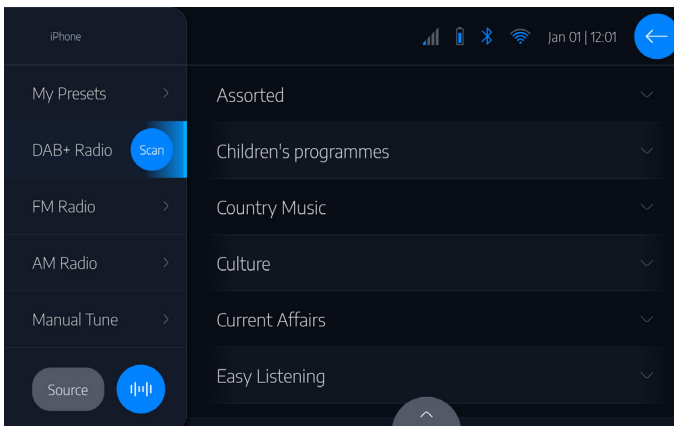 iPhone
Jan 01 | 12:01
My Presets
DAB+ Radio
Scan
FM Radio
AM Radio
Manual Tune
Source
Assorted
Children's programmes
Country Music
Culture
Current Affairs
Easy Listening